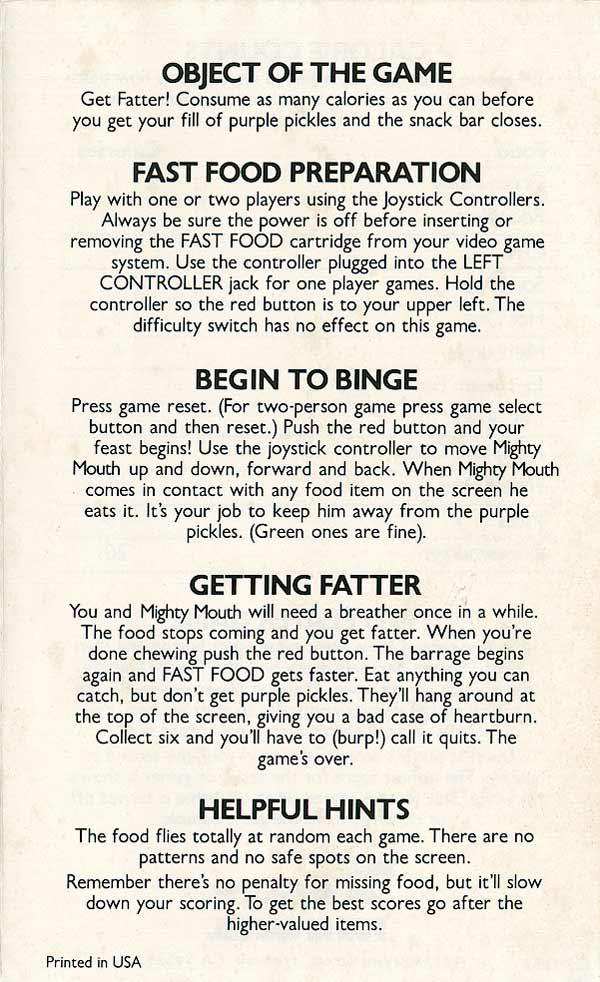 OBJECT OF THE GAME
Get Fatter! Consume as many calories as you can before
you get your fill of purple pickles and the snack bar closes.
FAST FOOD PREPARATION
Play with one or two players using the Joystick Controllers.
Always be sure the power is off before inserting or
removing the FAST FOOD cartridge from your video game
system. Use the controller plugged into the LEFT
CONTROLLER jack for one player games. Hold the
controller so the red button is to your upper left. The
difficulty switch has no effect on this game.
BEGIN TO BINGE
Press game reset. (For two-person game press game select
button and then reset.) Push the red button and your
feast begins! Use the joystick controller to move Mighty
Mouth up and down, forward and back. When Mighty Mouth
comes in contact with any food item on the screen he
eats it. It's your job to keep him away from the purple
pickles. (Green ones are fine).
GETTING FATTER
You and Mighty Mouth will need a breather once in a while.
The food stops coming and you get fatter. When you're
done chewing push the red button. The barrage begins
again and FAST FOOD gets faster. Eat anything you can
catch, but don't get purple pickles. They'll hang around at
the top of the screen, giving you a bad case of heartburn.
Collect six and you'll have to (burp!) call it quits. The
game's over.
HELPFUL HINTS
The food flies totally at random each game. There are no
patterns and no safe spots on the screen.
Remember there's no penalty for missing food, but it'll slow
down your scoring. To get the best scores go after the
higher-valued items.
Printed in USA